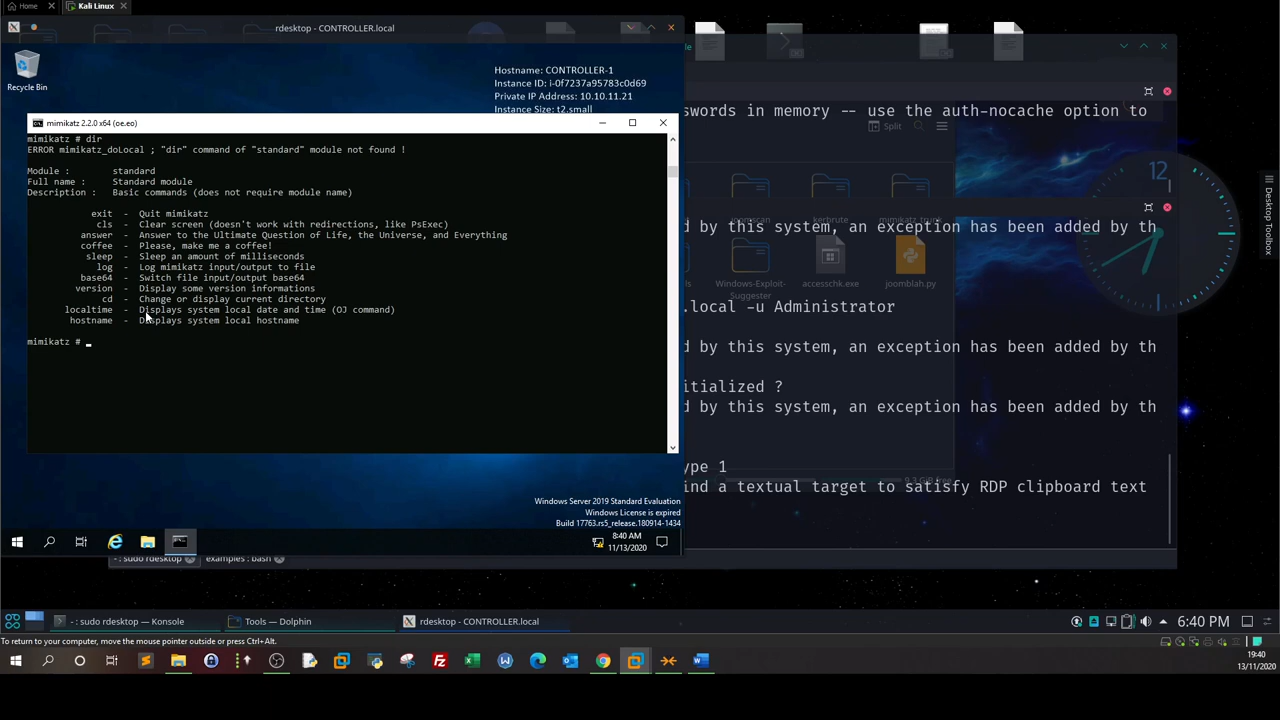 Home
Kali Linux
rdesktop - CONTROLLER.local
Recycle Bin
Hostname: CONTROLLER-1
Instance ID: i-0f7237a95783c0d69
Private IP Address: 10.10.11.21
Instance Size: t2.small
mimikatz 2.2.0 x64 (oe.eo)
mimikatz # dir
ERROR mimikatz_doLocal ; "dir" command of "standard" module not found !
Module : standard
Full name : Standard module
Description : Basic commands (does not require module name)
exit - Quit mimikatz
cls - Clear screen (doesn't work with redirections, like PsExec)
answer - Answer to the Ultimate Question of Life, the Universe, and Everything
coffee - Please, make me a coffee!
sleep - Sleep an amount of milliseconds
log - Log mimikatz input/output to file
base64 - Switch file input/output base64
version - Display some version informations
cd - Change or display current directory
localtime - Displays system local date and time (OJ command)
hostname - Displays system local hostname
mimikatz # _
Windows Server 2019 Standard Evaluation
Windows License is expired
Build 17763.rs5_release.180914-1434
8:40 AM
11/13/2020
swords in memory -- use the auth-nocache option to
Split
kerbrute
mimikatz_trunk
d by this system, an exception has been added by th
Windows-Exploit-
Suggester
accesschk.exe
joomblah.py
.local -u Administrator
d by this system, an exception has been added by th
itialized ?
d by this system, an exception has been added by th
ype 1
ind a textual target to satisfy RDP clipboard text
12
Desktop Toolbox
- : sudo rdesktop
examples : bash
- : sudo rdesktop — Konsole
Tools — Dolphin
rdesktop - CONTROLLER.local
6:40 PM
To return to your computer, move the mouse pointer outside or press Ctrl+Alt.
19:40
13/11/2020